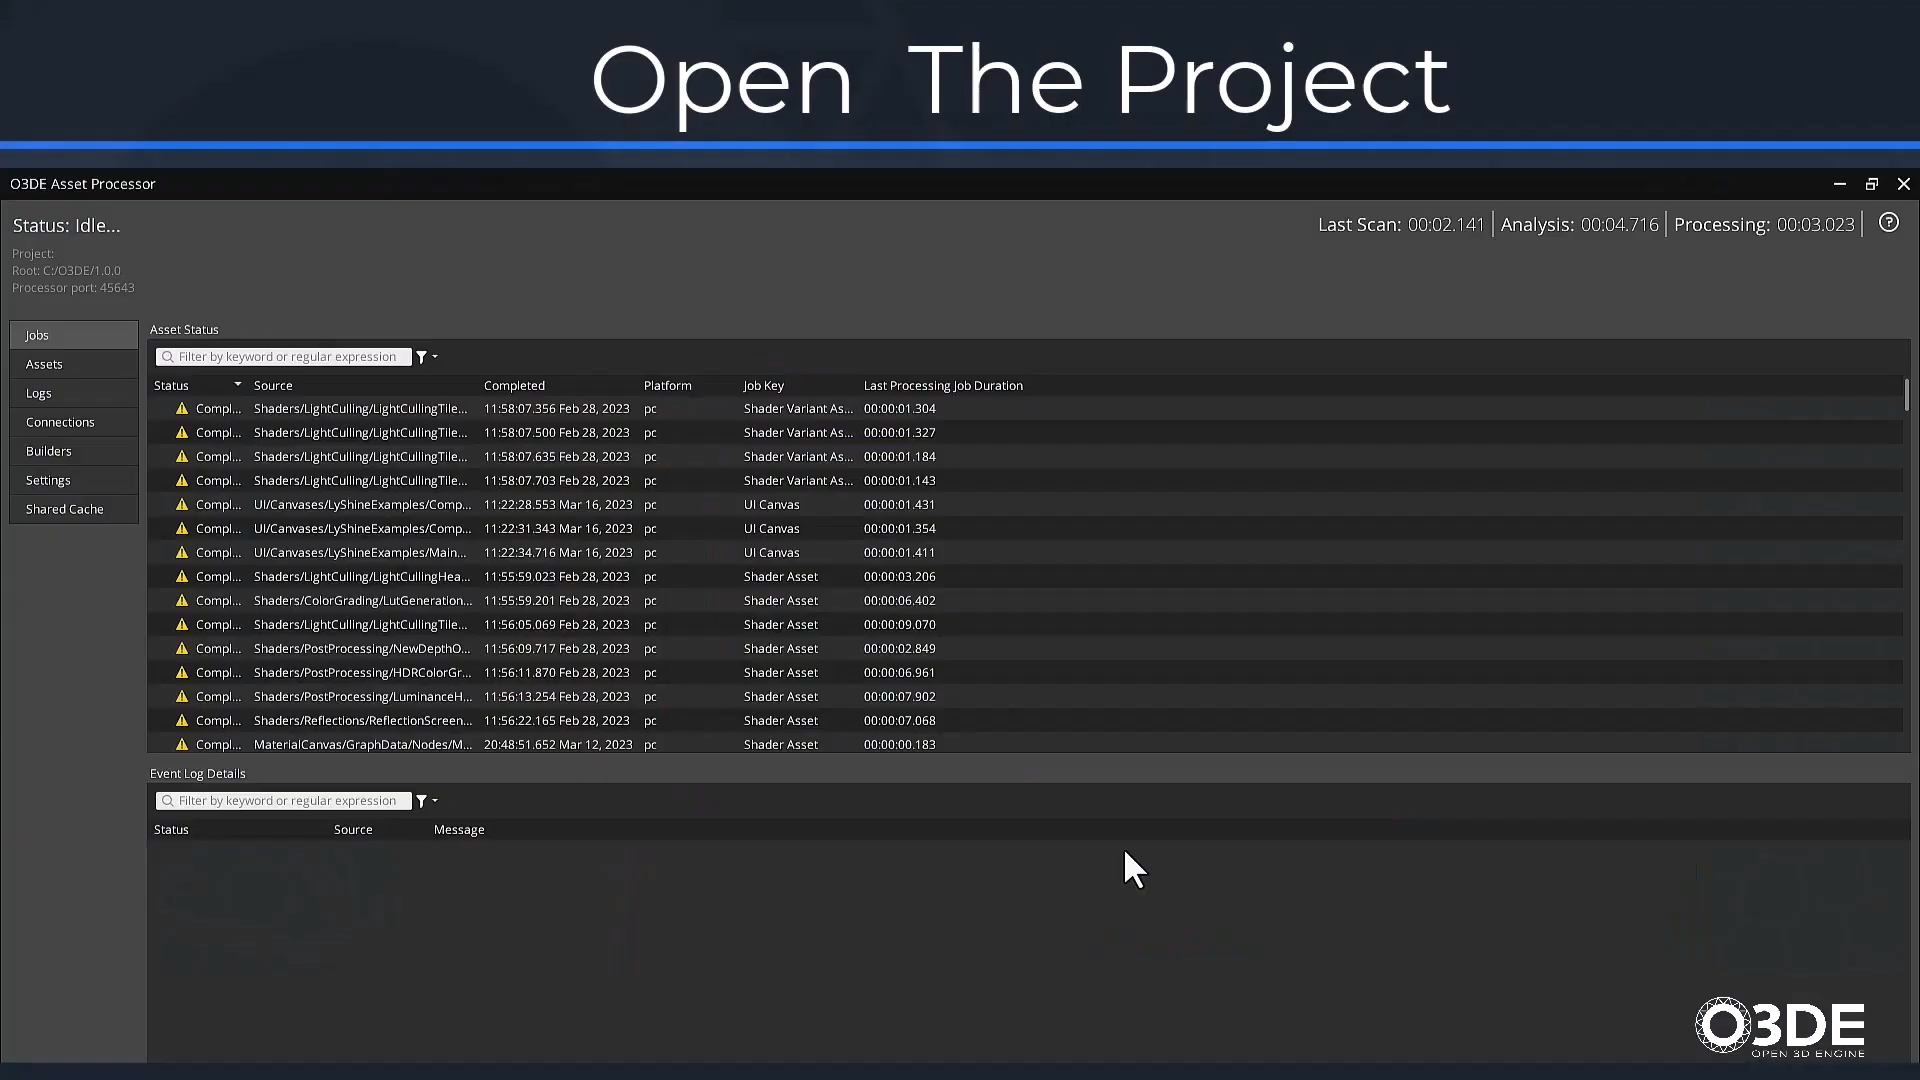 Open The Project
O3DE Asset Processor
Status: Idle...
Last Scan: 00:02.141 Analysis: 00:04.716 Processing: 00:03.023
Project:
Root: C:/O3DE/1.0.0
Processor port: 45643
Jobs
Assets
Logs
Connections
Builders
Settings
Shared Cache
Asset Status
Filter by keyword or regular expression
Status Source Completed Platform Job Key Last Processing Job Duration
Compl... Shaders/LightCulling/LightCullingTile... 11:58:07.356 Feb 28, 2023 pc Shader Variant As... 00:00:01.304
Compl... Shaders/LightCulling/LightCullingTile... 11:58:07.500 Feb 28, 2023 pc Shader Variant As... 00:00:01.327
Compl... Shaders/LightCulling/LightCullingTile... 11:58:07.635 Feb 28, 2023 pc Shader Variant As... 00:00:01.184
Compl... Shaders/LightCulling/LightCullingTile... 11:58:07.703 Feb 28, 2023 pc Shader Variant As... 00:00:01.143
Compl... UI/Canvases/LyShineExamples/Comp... 11:22:28.553 Mar 16, 2023 pc UI Canvas 00:00:01.431
Compl... UI/Canvases/LyShineExamples/Comp... 11:22:31.343 Mar 16, 2023 pc UI Canvas 00:00:01.354
Compl... UI/Canvases/LyShineExamples/Main... 11:22:34.716 Mar 16, 2023 pc UI Canvas 00:00:01.411
Compl... Shaders/LightCulling/LightCullingHea... 11:55:59.023 Feb 28, 2023 pc Shader Asset 00:00:03.206
Compl... Shaders/ColorGrading/LutGeneration... 11:55:59.201 Feb 28, 2023 pc Shader Asset 00:00:06.402
Compl... Shaders/LightCulling/LightCullingTile... 11:56:05.069 Feb 28, 2023 pc Shader Asset 00:00:09.070
Compl... Shaders/PostProcessing/NewDepthO... 11:56:09.717 Feb 28, 2023 pc Shader Asset 00:00:02.849
Compl... Shaders/PostProcessing/HDRColorGr... 11:56:11.870 Feb 28, 2023 pc Shader Asset 00:00:06.961
Compl... Shaders/PostProcessing/LuminanceH... 11:56:13.254 Feb 28, 2023 pc Shader Asset 00:00:07.902
Compl... Shaders/Reflections/ReflectionScreen... 11:56:22.165 Feb 28, 2023 pc Shader Asset 00:00:07.068
Compl... MaterialCanvas/GraphData/Nodes/M... 20:48:51.652 Mar 12, 2023 pc Shader Asset 00:00:00.183
Event Log Details
Filter by keyword or regular expression
Status Source Message
O3DE
OPEN 3D ENGINE